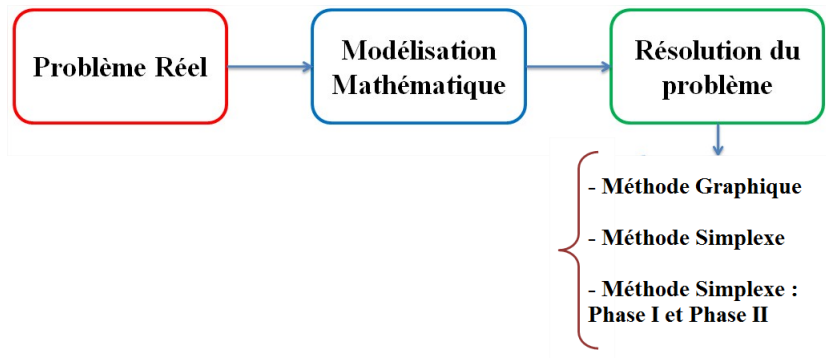 Problème Réel
Modélisation
Mathématique
Résolution du
problème
- Méthode Graphique
- Méthode Simplexe
- Méthode Simplexe :
Phase I et Phase II